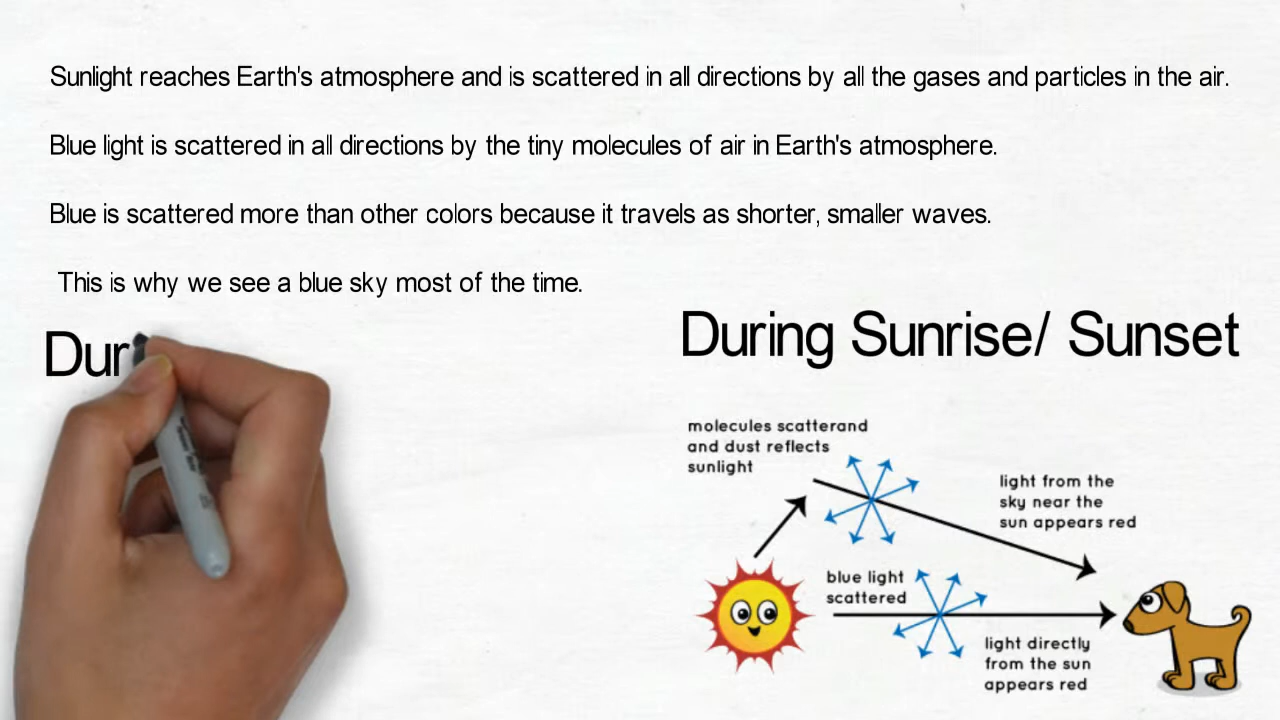 Sunlight reaches Earth's atmosphere and is scattered in all directions by all the gases and particles in the air.
Blue light is scattered in all directions by the tiny molecules of air in Earth's atmosphere.
Blue is scattered more than other colors because it travels as shorter, smaller waves.
This is why we see a blue sky most of the time.
Dur
During Sunrise/ Sunset
molecules scatterand
and dust reflects
sunlight
light from the
sky near the
sun appears red
blue light
scattered
light directly
from the sun
appears red